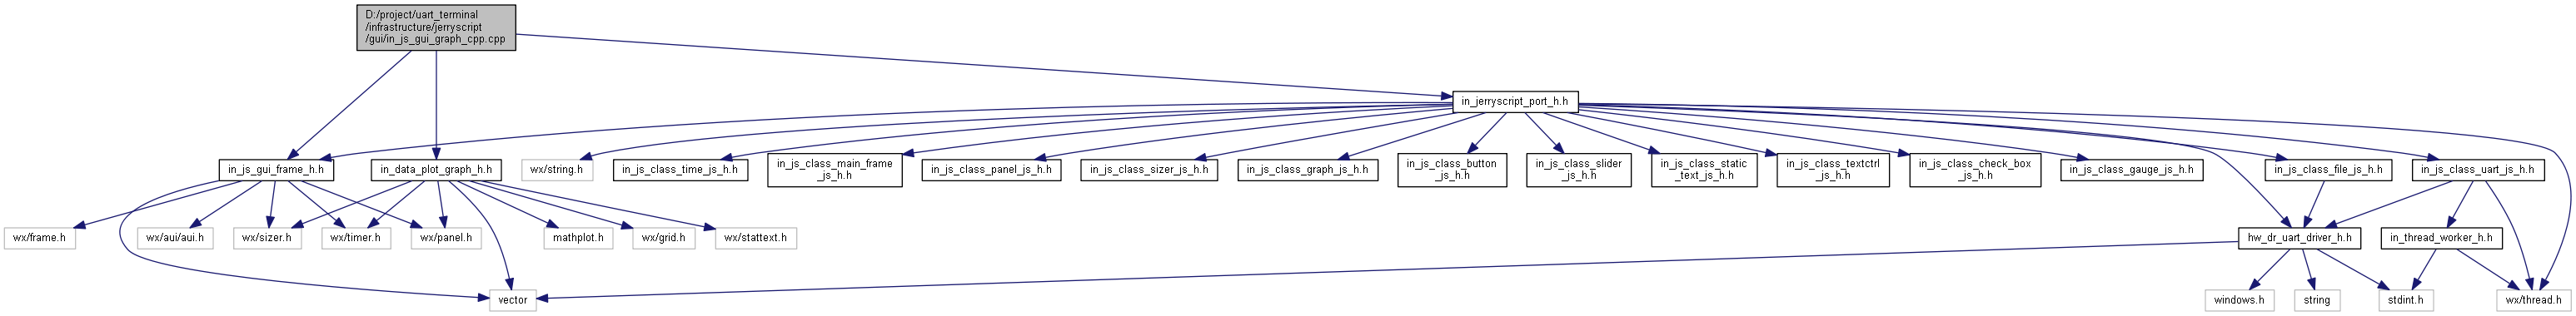 D:/project/uart_terminal
/infrastructure/jerryscript
/gui/in_js_gui_graph_cpp.cpp
in_jerryscript_port_h.h
in_js_gui_frame_h.h
in_data_plot_graph_h.h
wx/string.h
in_js_class_time_js_h.h
in_js_class_main_frame
_js_h.h
in_js_class_panel_js_h.h
in_js_class_sizer_js_h.h
in_js_class_graph_js_h.h
in_js_class_button
_js_h.h
in_js_class_slider
_js_h.h
in_js_class_static
_text_js_h.h
in_js_class_textctrl
_js_h.h
in_js_class_check_box
_js_h.h
in_js_class_gauge_js_h.h
in_js_class_file_js_h.h
in_js_class_uart_js_h.h
wx/frame.h
wx/aui/aui.h
wx/sizer.h
wx/timer.h
wx/panel.h
mathplot.h
wx/grid.h
wx/stattext.h
hw_dr_uart_driver_h.h
in_thread_worker_h.h
vector
windows.h
string
stdint.h
wx/thread.h